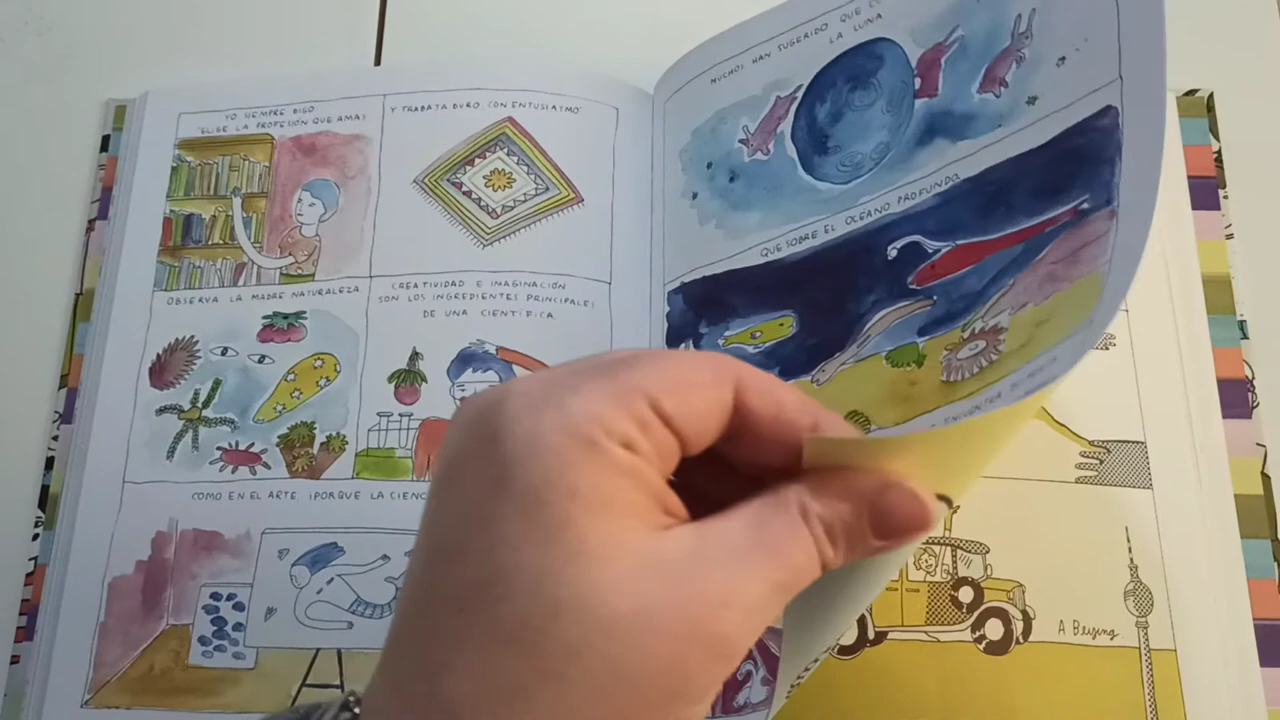 YO SIEMPRE DIGO:
"ELIGE LA PROFESIÓN QUE AMAS
Y TRABAJA DURO, CON ENTUSIASMO"
OBSERVA LA MADRE NATURALEZA.
CREATIVIDAD E IMAGINACIÓN
SON LOS INGREDIENTES PRINCIPALES
DE UNA CIENTÍFICA.
COMO EN EL ARTE. ¡PORQUE LA CIENC
MUCHOS HAN SUGERIDO QUE
LA LUNA
QUE SOBRE EL OCÉANO PROFUNDO.
ENCUENTRA
A Beijing.